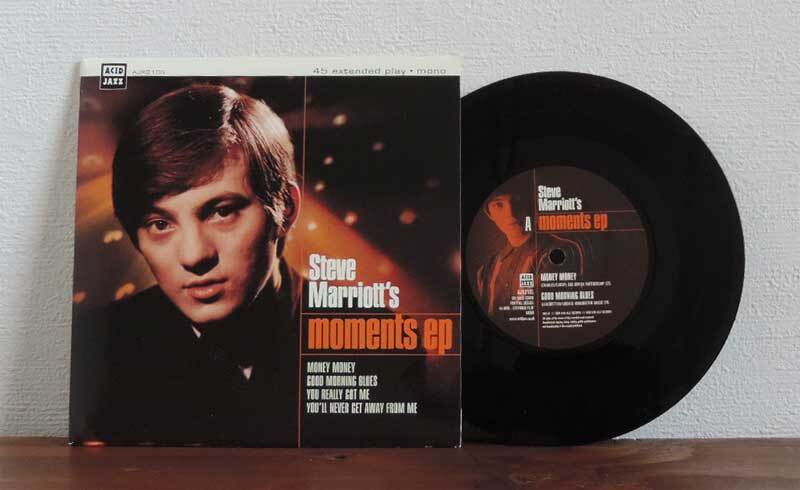 ACID
JAZZ
45 extended play • mono
Steve
Marriott's
moments ep
MONEY MONEY
GOOD MORNING BLUES
YOU REALLY GOT ME
YOU'LL NEVER GET AWAY FROM ME
Steve
Marriott's
A moments ep
ACID
JAZZ
MONEY MONEY
GOOD MORNING BLUES